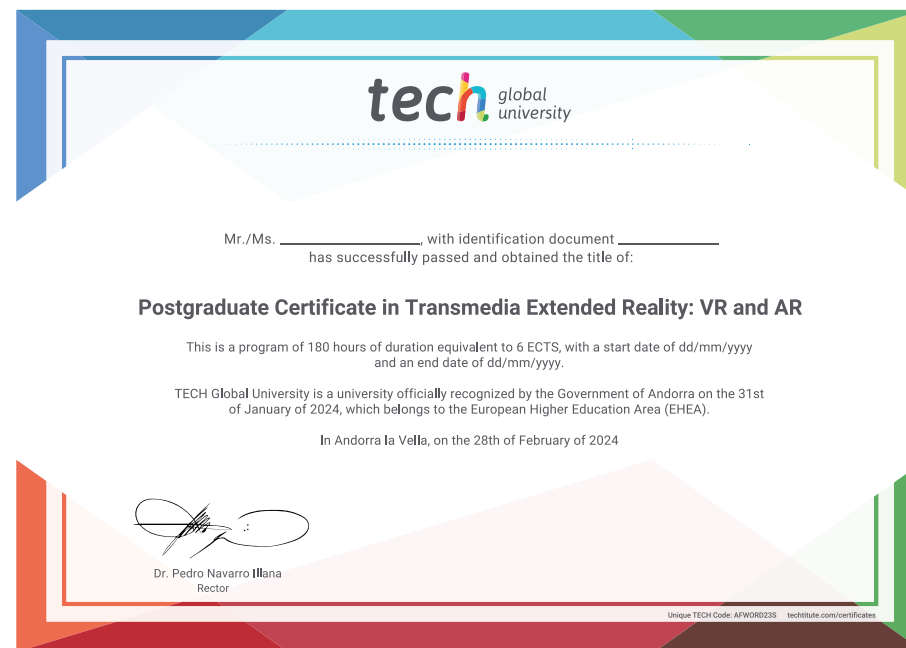 tech global university
Mr./Ms. ____________, with identification document ____________
has successfully passed and obtained the title of:
Postgraduate Certificate in Transmedia Extended Reality: VR and AR
This is a program of 180 hours of duration equivalent to 6 ECTS, with a start date of dd/mm/yyyy
and an end date of dd/mm/yyyy.
TECH Global University is a university officially recognized by the Government of Andorra on the 31st
of January of 2024, which belongs to the European Higher Education Area (EHEA).
In Andorra la Vella, on the 28th of February of 2024
Dr. Pedro Navarro Illana
Rector
Unique TECH Code: AFWORD23S techtitute.com/certificates